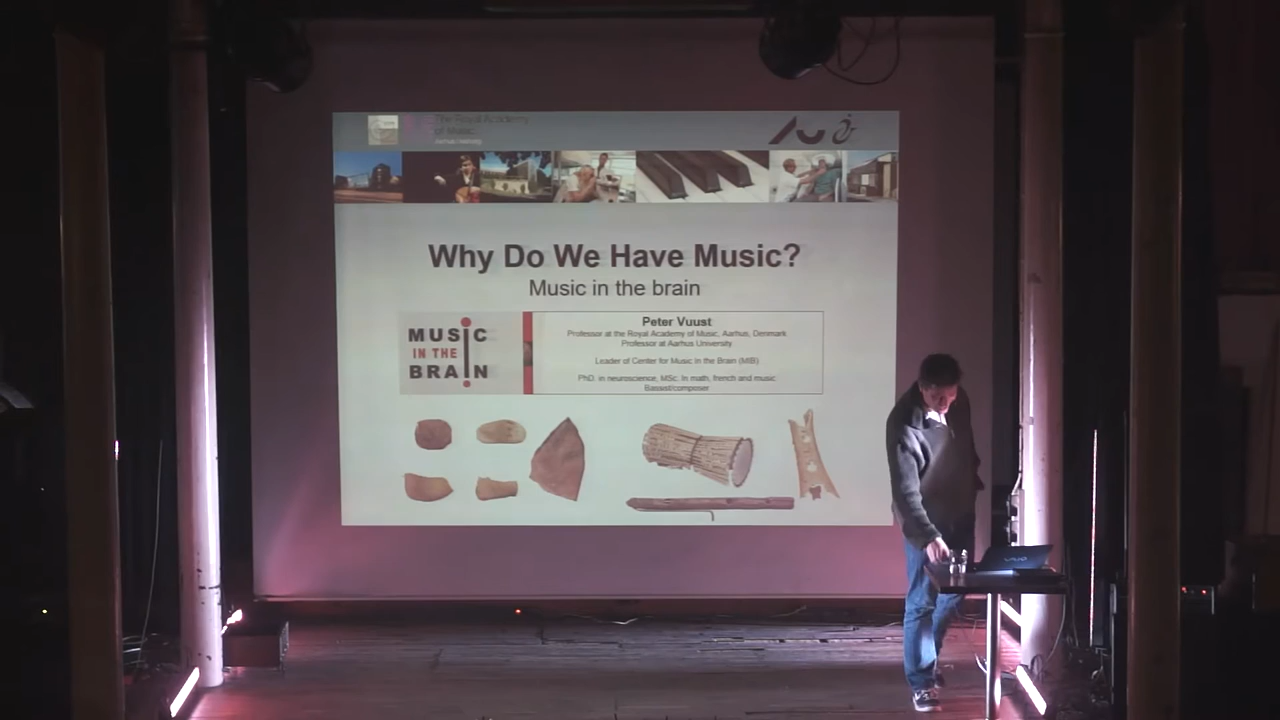 The Royal Academy
of Music
Why Do We Have Music?
Music in the brain
MUSiC
IN THE
BRAiN
Peter Vuust
Professor at the Royal Academy of Music, Aarhus, Denmark
Professor at Aarhus University
Leader of Center for Music in the Brain (MIB)
PhD. in neuroscience, MSc. In math, french and music
Bassist/composer
VAIO